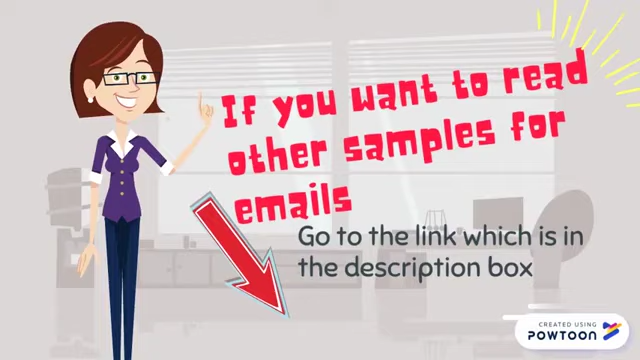 If you want to read
other samples for
emails
Go to the link which is in
the description box
CREATED USING
POWTOON